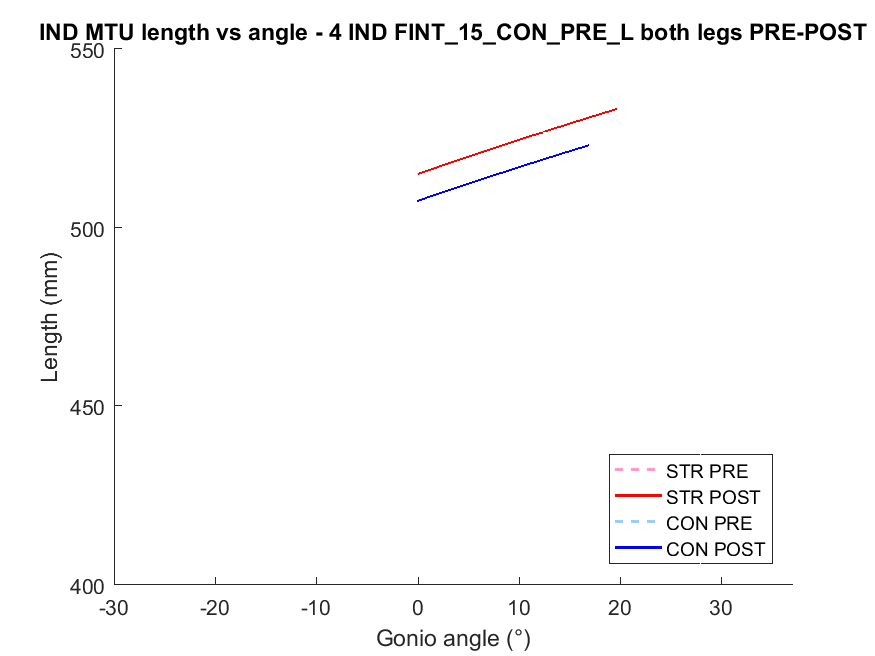 IND MTU length vs angle - 4 IND FINT_15_CON_PRE_L both legs PRE-POST
550
500
450
400
Length (mm)
-30
-20
-10
0
10
20
30
Gonio angle (°)
STR PRE
STR POST
CON PRE
CON POST